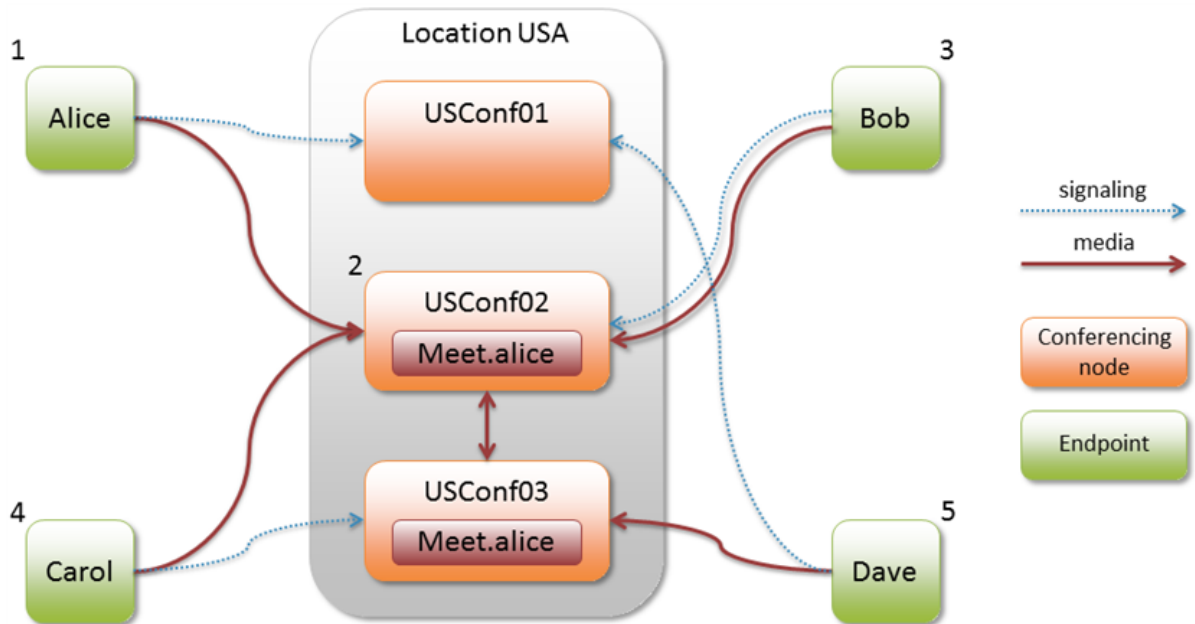 Location USA
1
Alice
USConf01
3
Bob
signaling
media
2
USConf02
Meet.alice
Conferencing
node
Endpoint
USConf03
Meet.alice
4
Carol
5
Dave